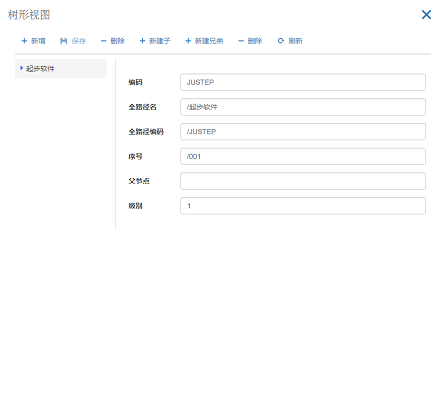 树形视图
新增 保存 删除 新建子 新建兄弟 删除 刷新
起步软件
编码 JUSTEP
全路径名 /起步软件
全路径编码 /JUSTEP
序号 /001
父节点
级别 1